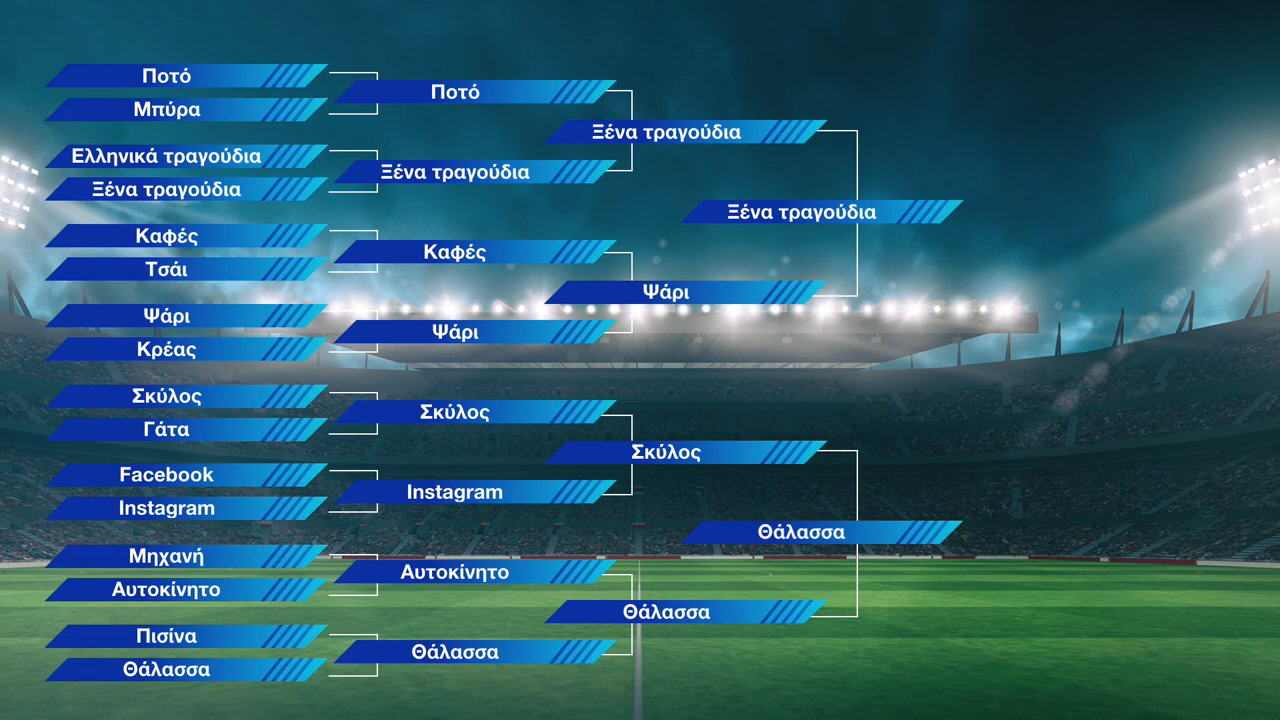 Ποτό
Μπύρα
Ελληνικά τραγούδια
Ξένα τραγούδια
Καφές
Τσάι
Ψάρι
Κρέας
Σκύλος
Γάτα
Facebook
Instagram
Μηχανή
Αυτοκίνητο
Πισίνα
Θάλασσα
Ποτό
Ξένα τραγούδια
Καφές
Ψάρι
Σκύλος
Instagram
Αυτοκίνητο
Θάλασσα
Ξένα τραγούδια
Ψάρι
Σκύλος
Θάλασσα
Ξένα τραγούδια
Θάλασσα